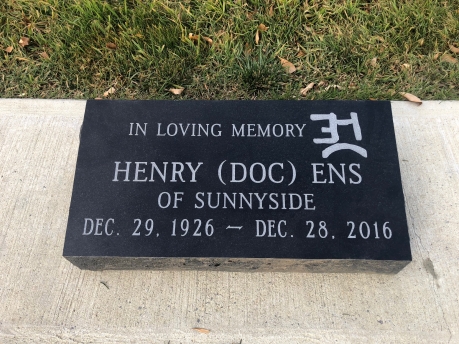 IN LOVING MEMORY
HENRY (DOC) ENS
OF SUNNYSIDE
DEC. 29, 1926 ~ DEC. 28, 2016